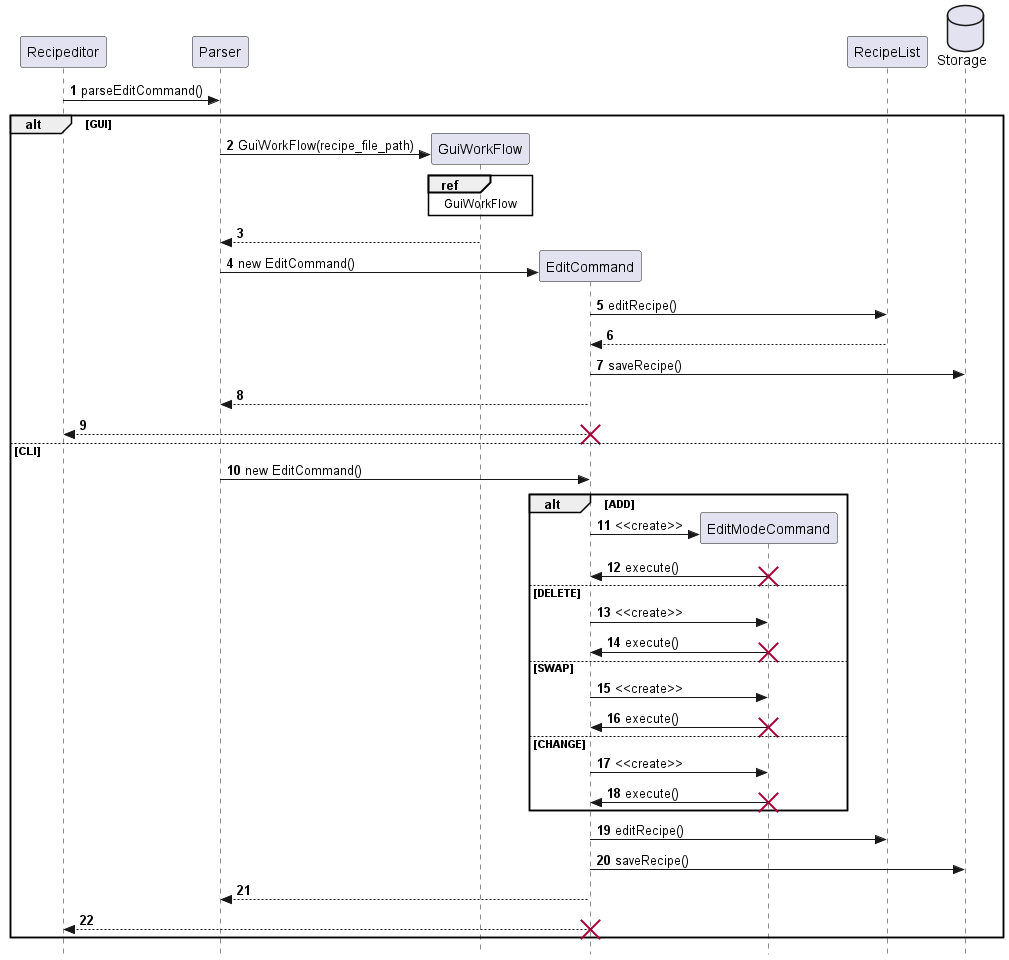 Recipeditor
Parser
RecipeList
Storage
1 parseEditCommand()
alt [GUI]
2 GuiWorkFlow(recipe_file_path)
GuiWorkFlow
ref
GuiWorkFlow
3
4 new EditCommand()
EditCommand
5 editRecipe()
6
7 saveRecipe()
8
9
[CLI]
10 new EditCommand()
alt [ADD]
11 <<create>>
EditModeCommand
12 execute()
[DELETE]
13 <<create>>
14 execute()
[SWAP]
15 <<create>>
16 execute()
[CHANGE]
17 <<create>>
18 execute()
19 editRecipe()
20 saveRecipe()
21
22